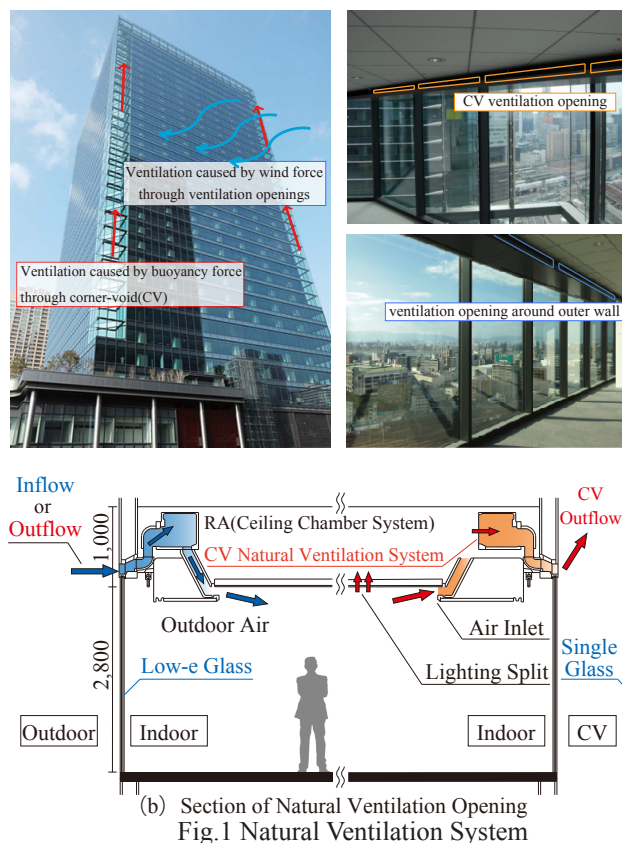 Ventilation caused by wind force
through ventilation openings
Ventilation caused by buoyancy force
through corner-void(CV)
CV ventilation opening
ventilation opening around outer wall
Inflow
or
Outflow
1,000
RA(Ceiling Chamber System)
CV Natural Ventilation System
CV
Outflow
Outdoor Air
Air Inlet
Lighting Split
2,800
Low-e Glass
Single
Glass
Outdoor
Indoor
Indoor
CV
(b) Section of Natural Ventilation Opening
Fig.1 Natural Ventilation System